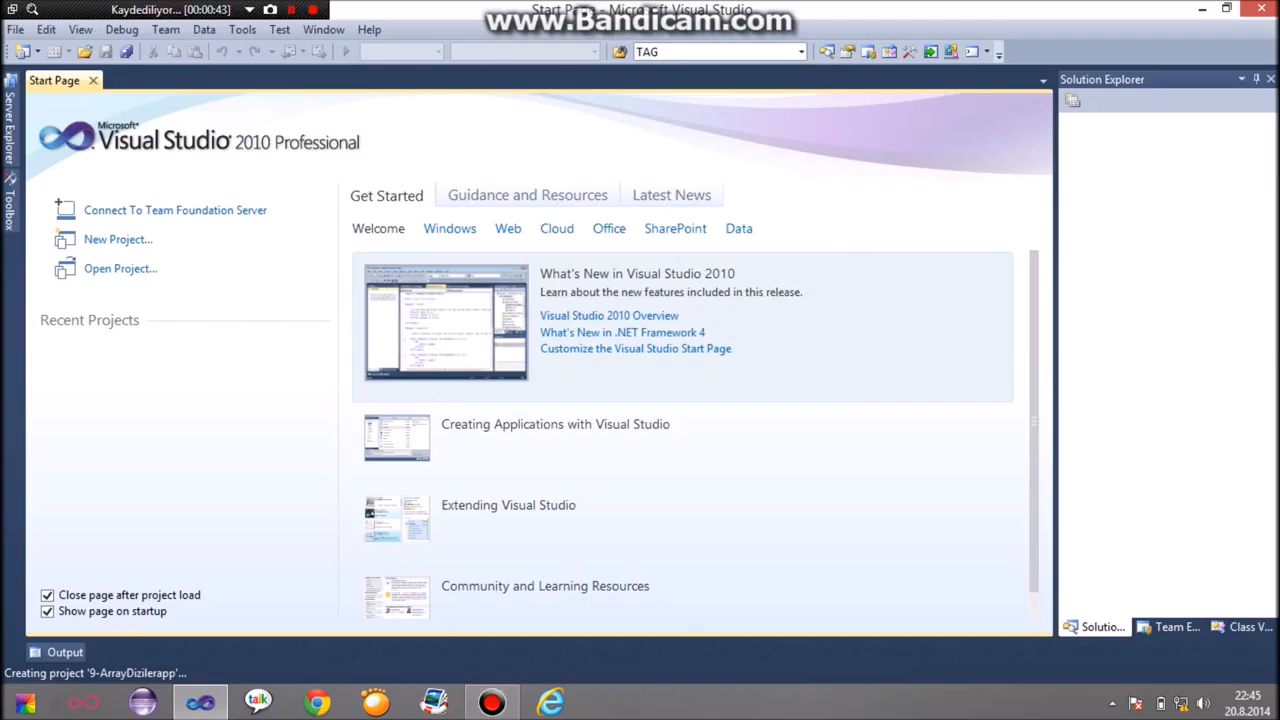 Kaydediliyor... [00:00:43]
www.Bandicam.com
File Edit View Debug Team Data Tools Test Window Help
TAG
Start Page
Solution Explorer
Server Explorer
Toolbox
Microsoft
Visual Studio 2010 Professional
Connect To Team Foundation Server
New Project...
Open Project...
Recent Projects
Get Started Guidance and Resources Latest News
Welcome Windows Web Cloud Office SharePoint Data
What's New in Visual Studio 2010
Learn about the new features included in this release.
Visual Studio 2010 Overview
What's New in .NET Framework 4
Customize the Visual Studio Start Page
Creating Applications with Visual Studio
Extending Visual Studio
Community and Learning Resources
Close page after project load
Show page on startup
Solutio... Team E... Class V...
Output
Creating project '9-ArrayDizilerapp'...
talk
22:45
20.8.2014